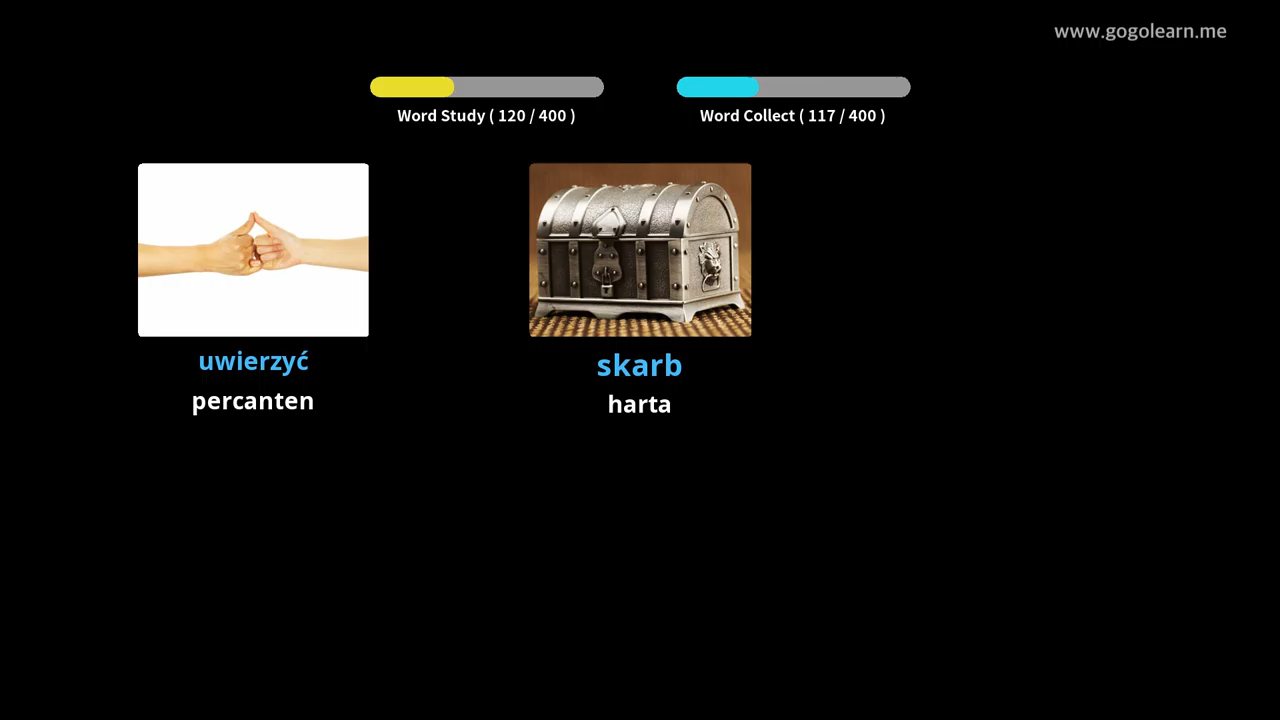 www.gogolearn.me
Word Study ( 120 / 400 )
Word Collect ( 117 / 400 )
uwierzyć
percanten
skarb
harta